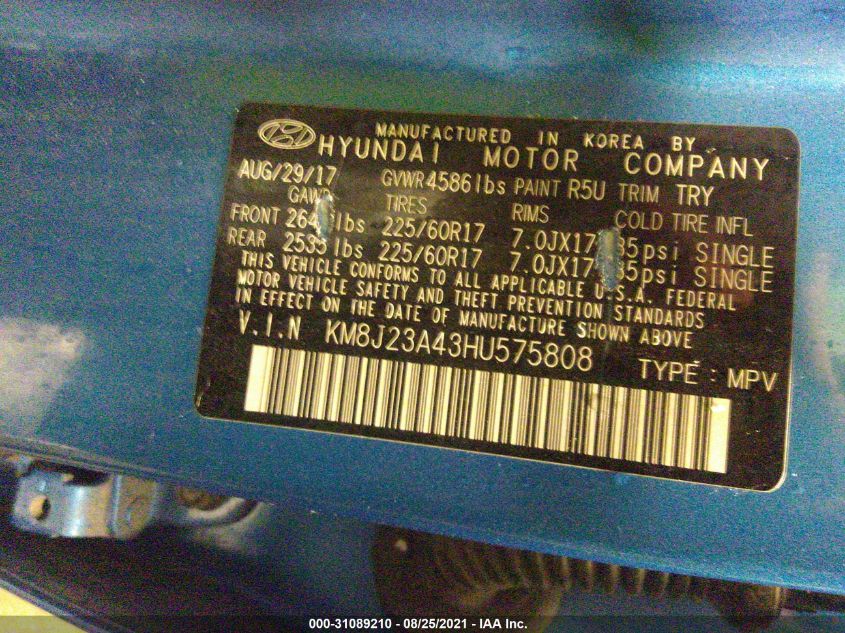 MANUFACTURED IN KOREA BY
HYUNDAI MOTOR COMPANY
AUG/29/17 GVWR 4586lbs PAINT R5U TRIM TRY
TIRES RIMS COLD TIRE INFL
FRONT lbs 225/60R17 7.0JX17 psi SINGLE
REAR 2535 lbs 225/60R17 7.0JX17 psi SINGLE
THIS VEHICLE CONFORMS TO ALL APPLICABLE U.S.A. FEDERAL
MOTOR VEHICLE SAFETY AND THEFT PREVENTION STANDARDS
IN EFFECT ON THE DATE OF MANUFACTURE SHOWN ABOVE
V.I.N KM8J23A43HU575808 TYPE : MPV
000-31089210 - 08/25/2021 - IAA Inc.